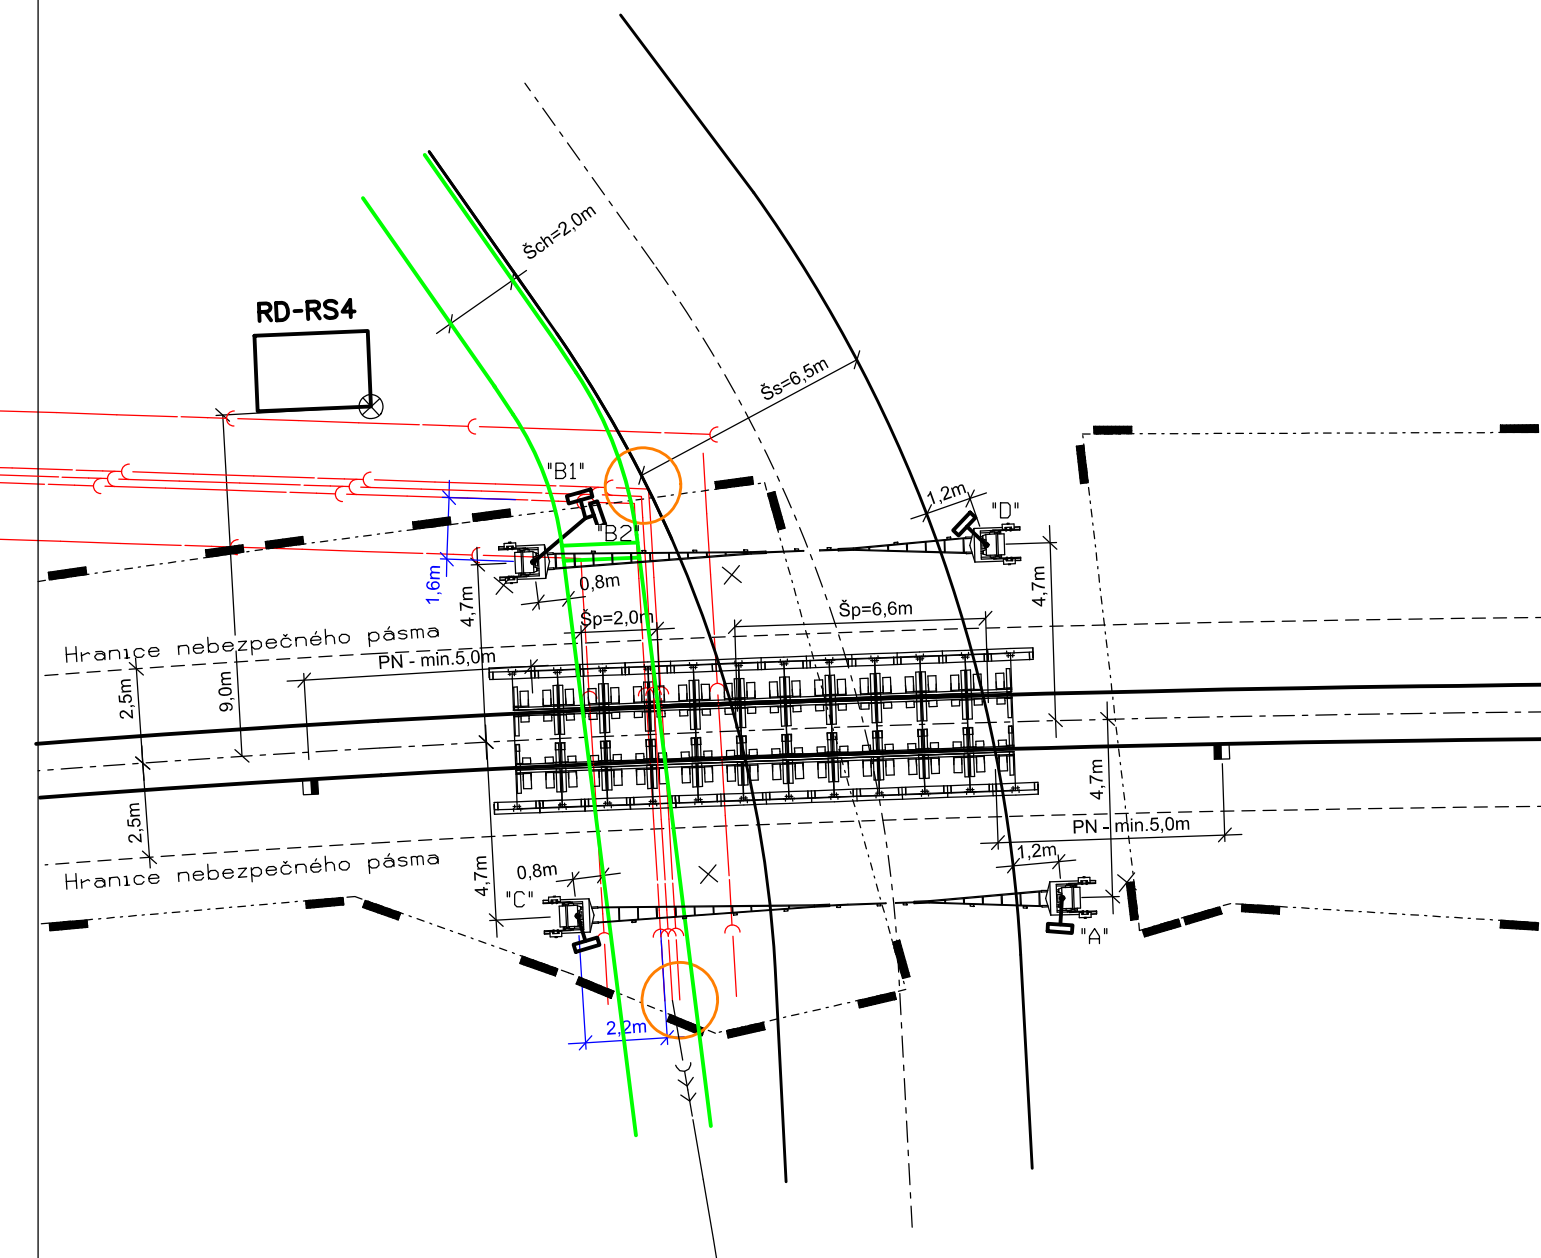 Šch=2,0m
RD-RS4
Šs=6,5m
"B1"
"B2"
1,2m
"D"
1,6m
4,7m
0,8m
4,7m
Šp=2,0m
Šp=6,6m
Hranice nebezpečného pásma
PN - min.5,0m
2,5m
9,0m
2,5m
4,7m
PN - min.5,0m
Hranice nebezpečného pásma
4,7m
0,8m
1,2m
"C"
"A"
2,2m